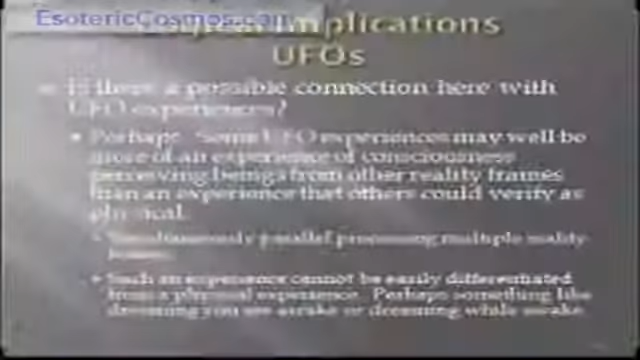 EsotericCosmos.com
Implications
UFOs
Is there a possible connection here with
UFO experiences?
Perhaps. Some UFO experiences may well be
more of an experience of consciousness
perceiving beings from other reality frames
than an experience that others could verify as
physical.
Simultaneously parallel processing multiple reality
Such an experience cannot be easily differentiated
from a physical experience. Perhaps something like
dreaming you are awake or dreaming while awake.